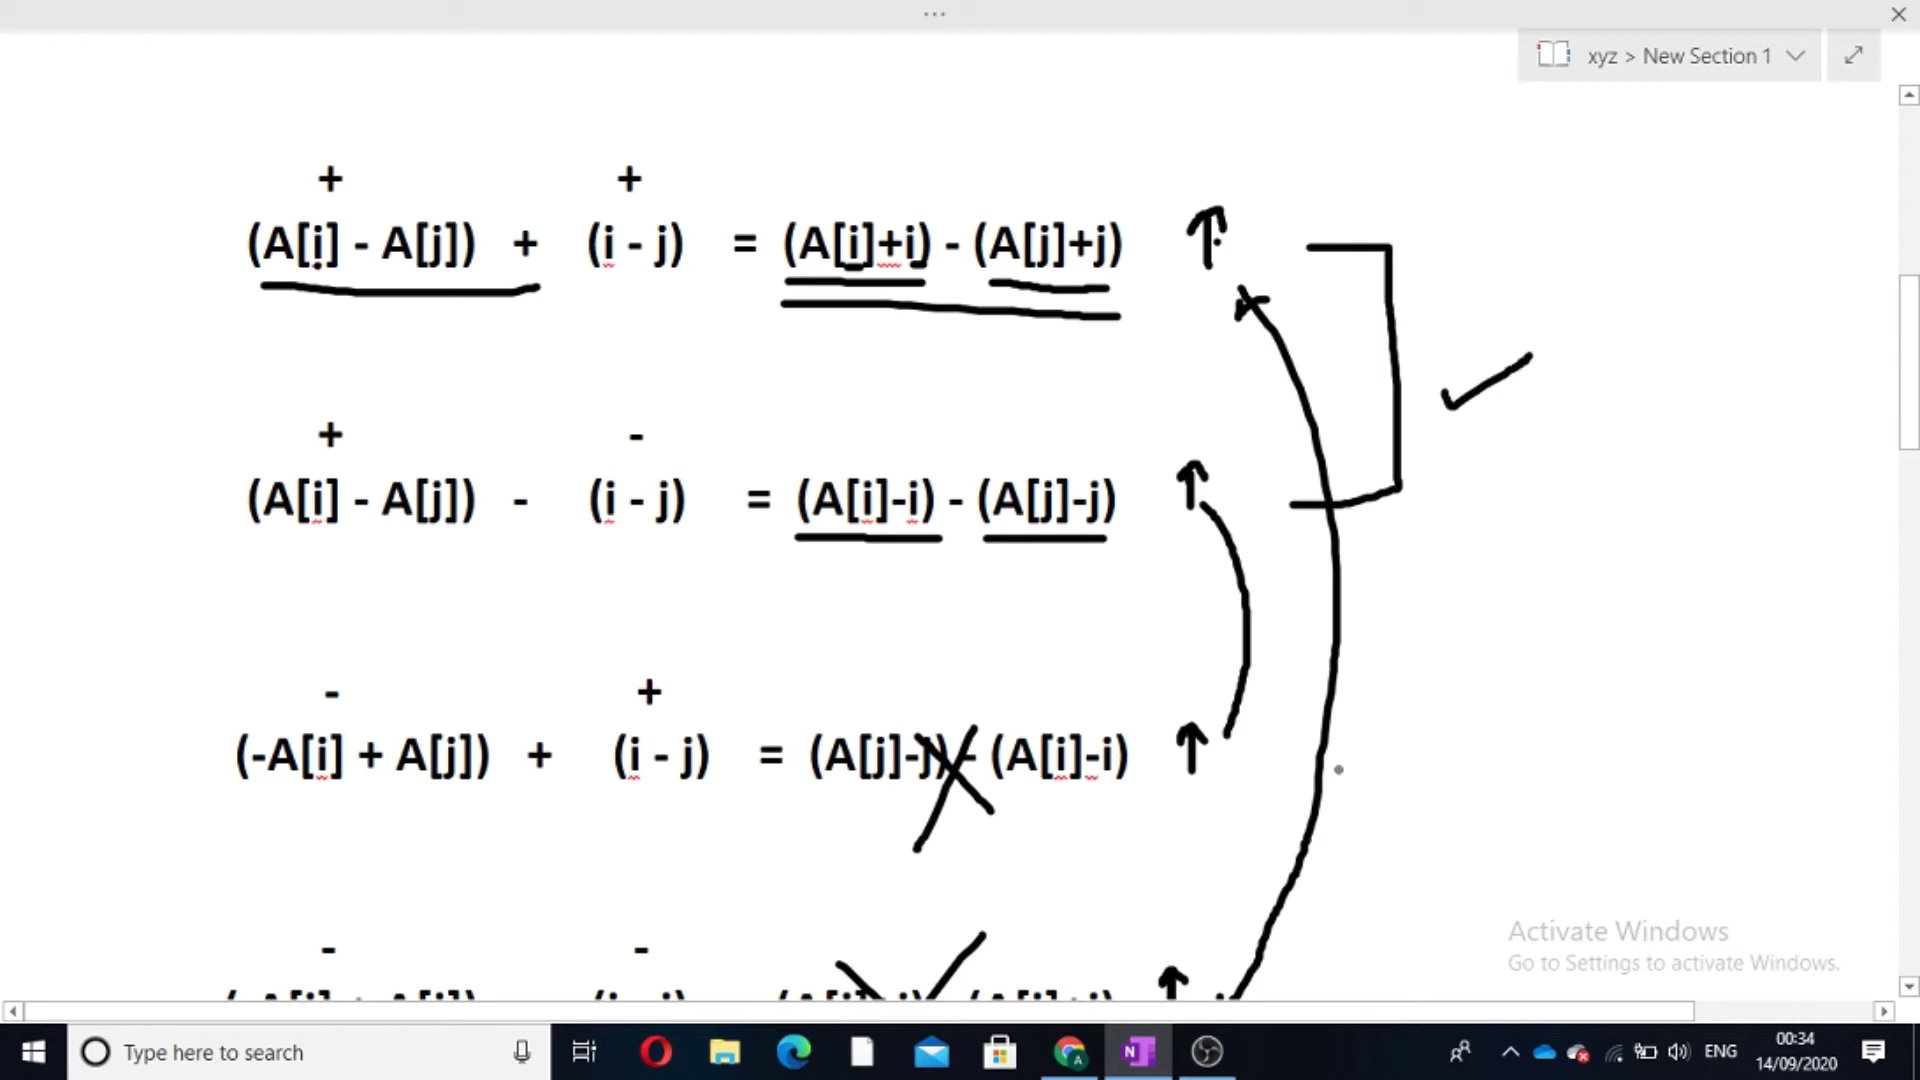 xyz > New Section 1
+ +
(A[i] - A[j]) + (i - j) = (A[i]+i) - (A[j]+j)
+ -
(A[i] - A[j]) - (i - j) = (A[i]-i) - (A[j]-j)
- +
(-A[i] + A[j]) + (i - j) = (A[j]-j) - (A[i]-i)
- -
Activate Windows
Go to Settings to activate Windows.
Type here to search
ENG
00:34
14/09/2020